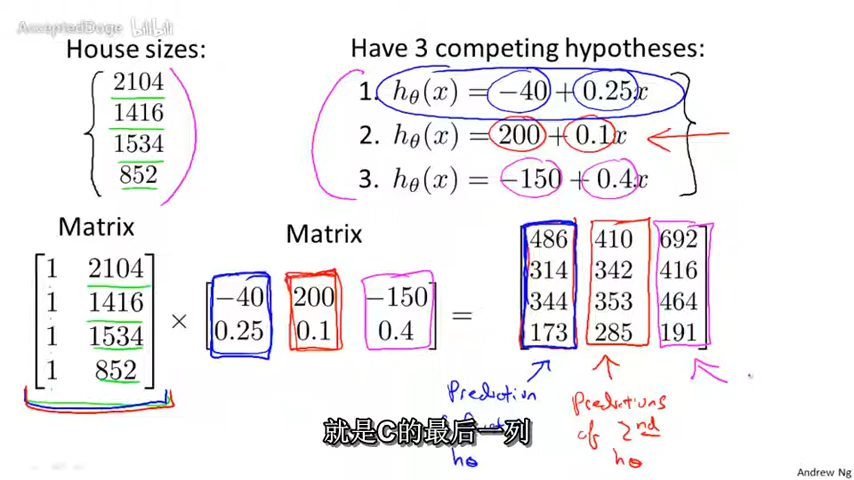 AcceptedDoge bilibili
House sizes:
2104
1416
1534
852
Have 3 competing hypotheses:
1. hθ(x) = −40 + 0.25x
2. hθ(x) = 200 + 0.1x
3. hθ(x) = −150 + 0.4x
Matrix
Matrix
1 2104
1 1416
1 1534
1 852
×
−40 200 −150
0.25 0.1 0.4
=
486 410 692
314 342 416
344 353 464
173 285 191
Prediction
hθ
Predictions
of 2nd
hθ
就是C的最后一列
Andrew Ng